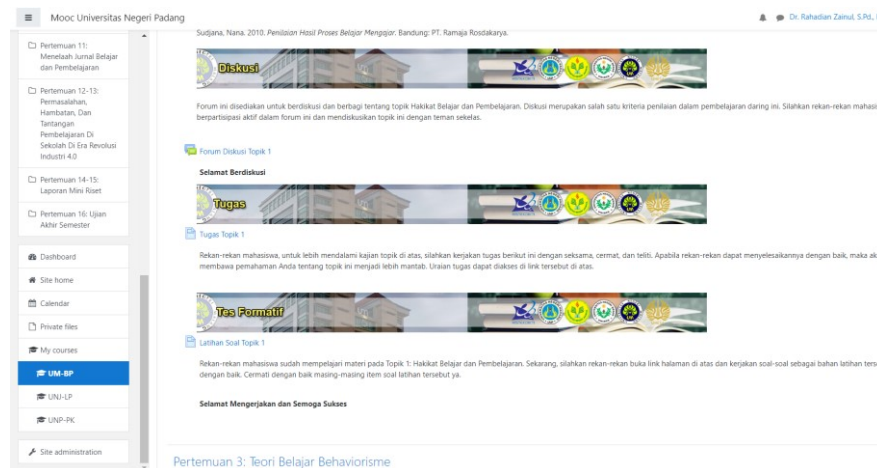 Mooc Universitas Negeri Padang
Dr. Rahadian Zainul, S.Pd.,
Pertemuan 11:
Menelaah Jurnal Belajar
dan Pembelajaran
Pertemuan 12-13:
Permasalahan,
Hambatan, Dan
Tantangan
Pembelajaran Di
Sekolah Di Era Revolusi
Industri 4.0
Pertemuan 14-15:
Laporan Mini Riset
Pertemuan 16: Ujian
Akhir Semester
Dashboard
Site home
Calendar
Private files
My courses
UM-BP
UNJ-LP
UNP-PK
Site administration
Sudjana, Nana. 2010. Penilaian Hasil Proses Belajar Mengajar. Bandung: PT. Ramaja Rosdakarya.
Diskusi
Forum ini disediakan untuk berdiskusi dan berbagi tentang topik Hakikat Belajar dan Pembelajaran. Diskusi merupakan salah satu kriteria penilaian dalam pembelajaran daring ini. Silahkan rekan-rekan mahasi
berpartisipasi aktif dalam forum ini dan mendiskusikan topik ini dengan teman sekelas.
Forum Diskusi Topik 1
Selamat Berdiskusi
Tugas
Tugas Topik 1
Rekan-rekan mahasiswa, untuk lebih mendalami kajian topik di atas, silahkan kerjakan tugas berikut ini dengan seksama, cermat, dan teliti. Apabila rekan-rekan dapat menyelesaikannya dengan baik, maka ak
membawa pemahaman Anda tentang topik ini menjadi lebih mantab. Uraian tugas dapat diakses di link tersebut di atas.
Tes Formatif
Latihan Soal Topik 1
Rekan-rekan mahasiswa sudah mempelajari materi pada Topik 1: Hakikat Belajar dan Pembelajaran. Sekarang, silahkan rekan-rekan buka link halaman di atas dan kerjakan soal-soal sebagai bahan latihan ters
dengan baik. Cermati dengan baik masing-masing item soal latihan tersebut ya.
Selamat Mengerjakan dan Semoga Sukses
Pertemuan 3: Teori Belajar Behaviorisme